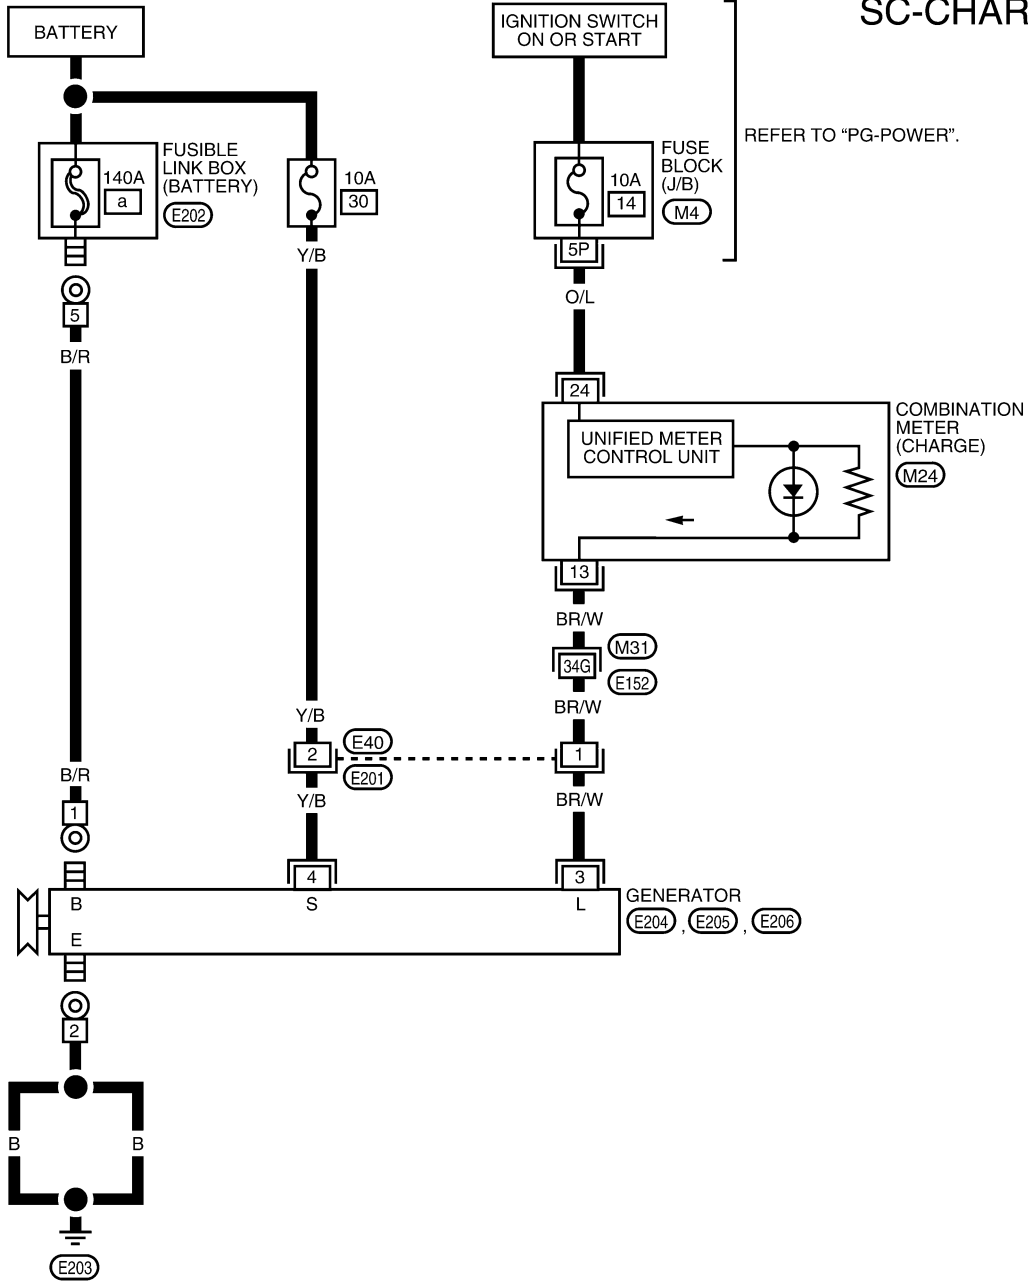 SC-CHAR
BATTERY
IGNITION SWITCH
ON OR START
REFER TO “PG-POWER”.
140A
a
FUSIBLE
LINK BOX
(BATTERY)
E202
10A
30
10A
14
FUSE
BLOCK
(J/B)
M4
5P
Y/B
O/L
5
B/R
24
COMBINATION
METER
(CHARGE)
M24
UNIFIED METER
CONTROL UNIT
13
BR/W
34G
M31
E152
BR/W
Y/B
2
E40
E201
1
B/R
Y/B
BR/W
1
4
3
B
S
L
E
GENERATOR
E204 , E205 , E206
2
B
B
E203